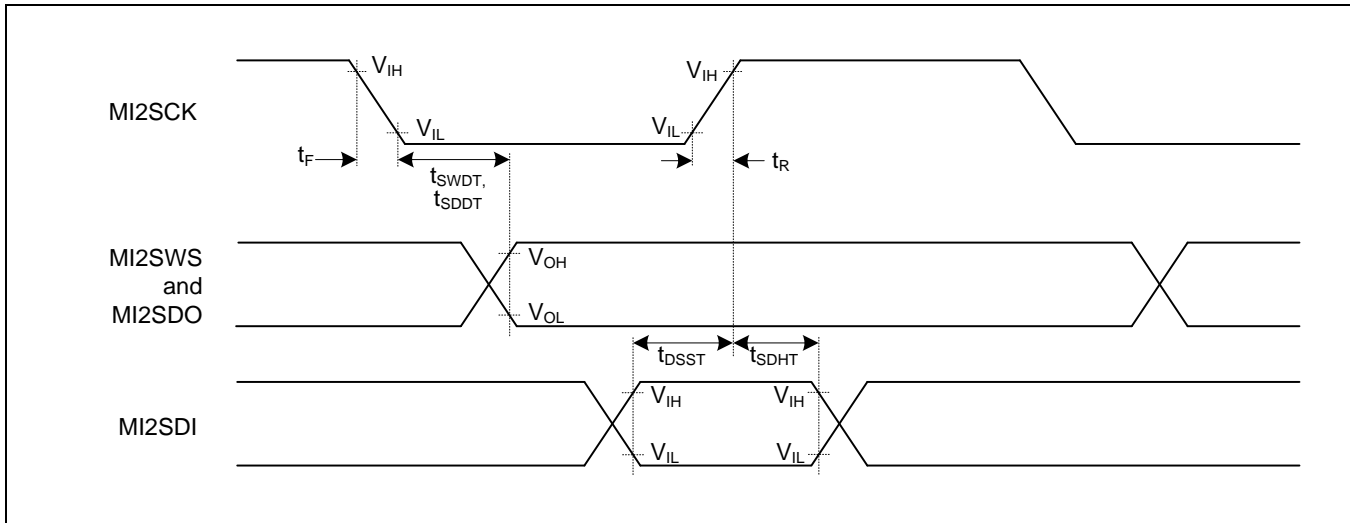 MI2SCK
VIH
VIL
VIH
VIL
tF
tSWDT,
tSDDT
tR
MI2SWS
and
MI2SDO
VOH
VOL
tDSST
tSDHT
MI2SDI
VIH
VIL
VIH
VIL